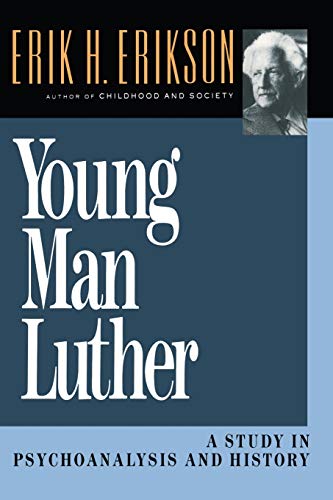 ERIK H. ERIKSON
AUTHOR OF CHILDHOOD AND SOCIETY
Young
Man
Luther
A STUDY IN
PSYCHOANALYSIS AND HISTORY